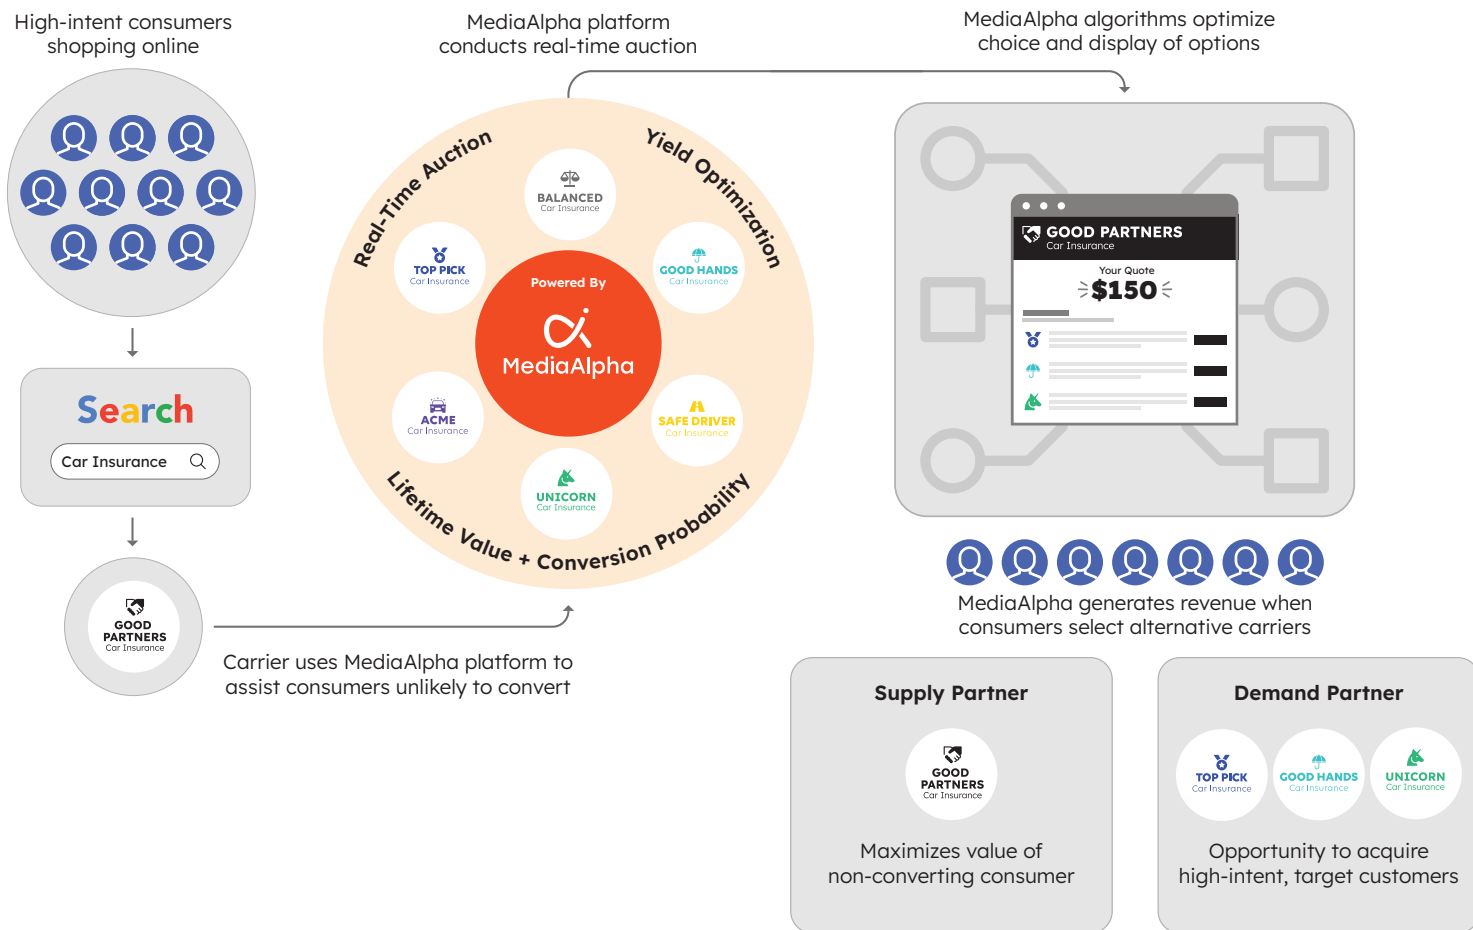 High-intent consumers
shopping online
Search
Car Insurance
GOOD
PARTNERS
Car Insurance
Carrier uses MediaAlpha platform to
assist consumers unlikely to convert
MediaAlpha platform
conducts real-time auction
Real-Time Auction
Yield Optimization
BALANCED
Car Insurance
TOP PICK
Car Insurance
GOOD HANDS
Car Insurance
Powered By
MediaAlpha
ACME
Car Insurance
SAFE DRIVER
Car Insurance
UNICORN
Car Insurance
Lifetime Value + Conversion Probability
MediaAlpha algorithms optimize
choice and display of options
GOOD PARTNERS
Car Insurance
Your Quote
$150
MediaAlpha generates revenue when
consumers select alternative carriers
Supply Partner
GOOD
PARTNERS
Car Insurance
Maximizes value of
non-converting consumer
Demand Partner
TOP PICK
Car Insurance
GOOD HANDS
Car Insurance
UNICORN
Car Insurance
Opportunity to acquire
high-intent, target customers